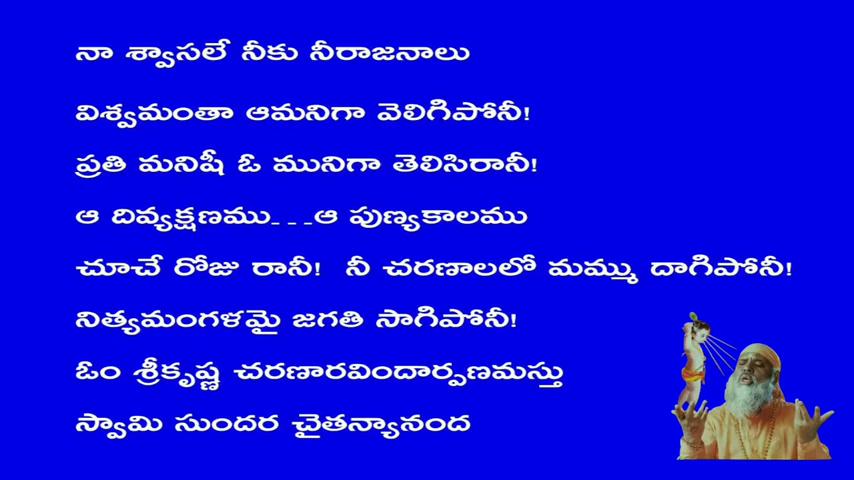 నా శ్వాసలే నీకు నీరాజనాలు
విశ్వమంతా ఆమనిగా వెలిగిపోనీ!
ప్రతి మనిషీ ఓ మునిగా తెలిసిరానీ!
ఆ దివ్యక్షణము---ఆ పుణ్యకాలము
చూచే రోజు రానీ! నీ చరణాలలో మమ్ము దాగిపోనీ!
నిత్యమంగళమై జగతి సాగిపోనీ!
ఓం శ్రీకృష్ణ చరణారవిందార్పణమస్తు
స్వామి సుందర చైతన్యానంద